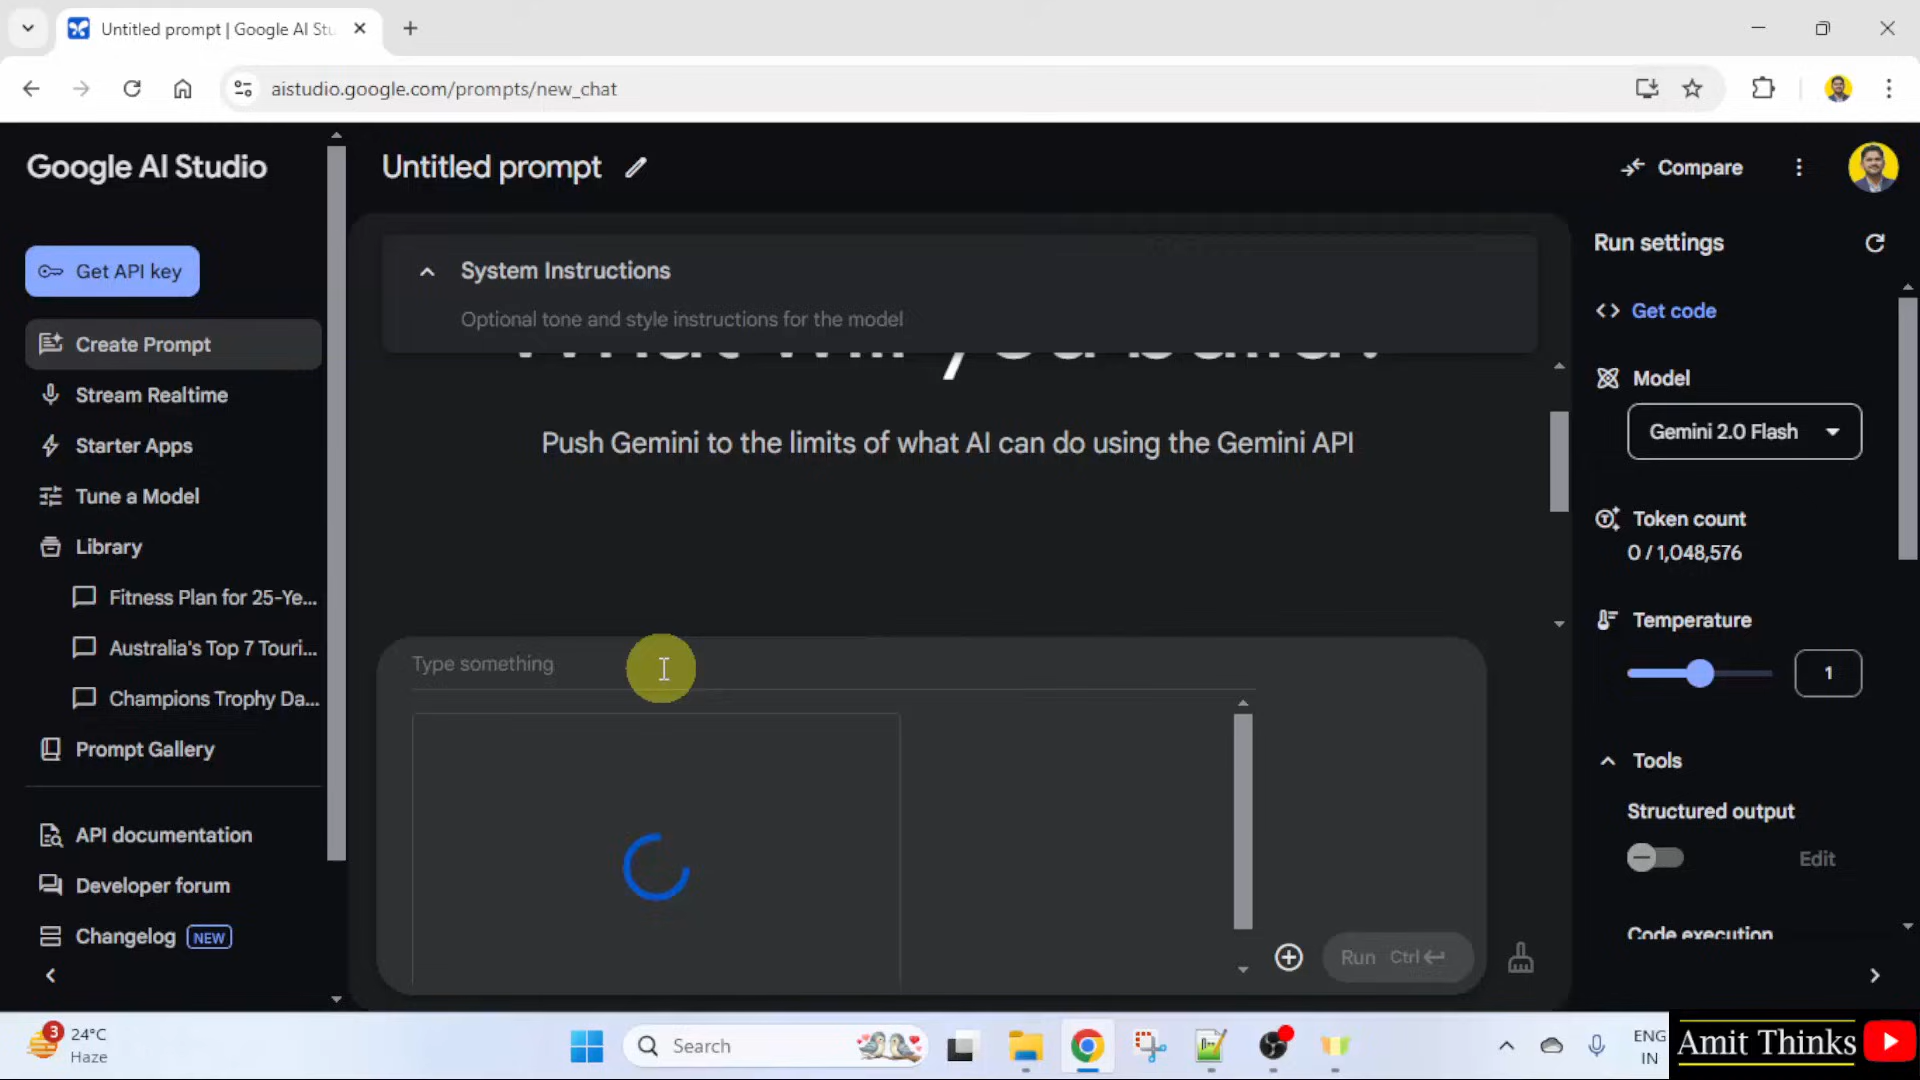 Untitled prompt | Google AI Stu
aistudio.google.com/prompts/new_chat
Google AI Studio
Untitled prompt
Compare
Get API key
Create Prompt
Stream Realtime
Starter Apps
Tune a Model
Library
Fitness Plan for 25-Ye...
Australia's Top 7 Touri...
Champions Trophy Da...
Prompt Gallery
API documentation
Developer forum
Changelog NEW
System Instructions
Optional tone and style instructions for the model
Push Gemini to the limits of what AI can do using the Gemini API
Type something
Run Ctrl
Run settings
Get code
Model
Gemini 2.0 Flash
Token count
0 / 1,048,576
Temperature
1
Tools
Structured output
Edit
Code execution
3
24°C
Haze
Search
ENG
IN
Amit Thinks